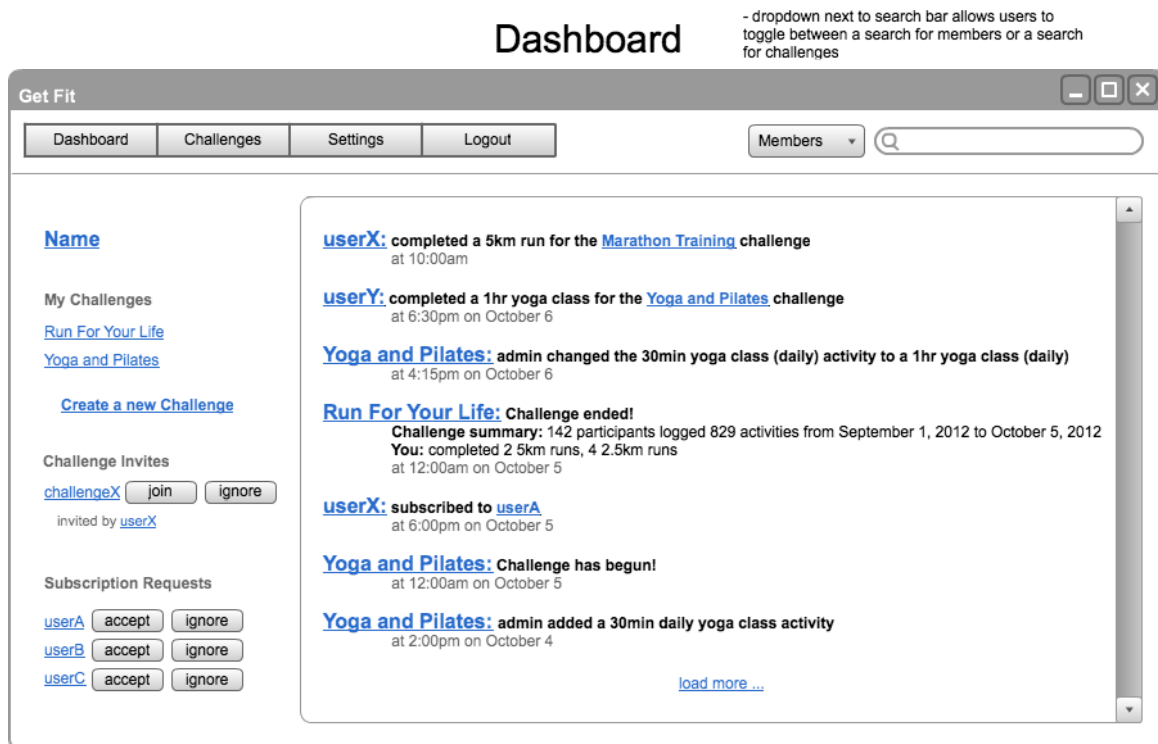 Dashboard
- dropdown next to search bar allows users to
toggle between a search for members or a search
for challenges
Get Fit
Dashboard Challenges Settings Logout Members
Name
My Challenges
Run For Your Life
Yoga and Pilates
Create a new Challenge
Challenge Invites
challengeX join ignore
invited by userX
Subscription Requests
userA accept ignore
userB accept ignore
userC accept ignore
userX: completed a 5km run for the Marathon Training challenge
at 10:00am
userY: completed a 1hr yoga class for the Yoga and Pilates challenge
at 6:30pm on October 6
Yoga and Pilates: admin changed the 30min yoga class (daily) activity to a 1hr yoga class (daily)
at 4:15pm on October 6
Run For Your Life: Challenge ended!
Challenge summary: 142 participants logged 829 activities from September 1, 2012 to October 5, 2012
You: completed 2 5km runs, 4 2.5km runs
at 12:00am on October 5
userX: subscribed to userA
at 6:00pm on October 5
Yoga and Pilates: Challenge has begun!
at 12:00am on October 5
Yoga and Pilates: admin added a 30min daily yoga class activity
at 2:00pm on October 4
load more ...